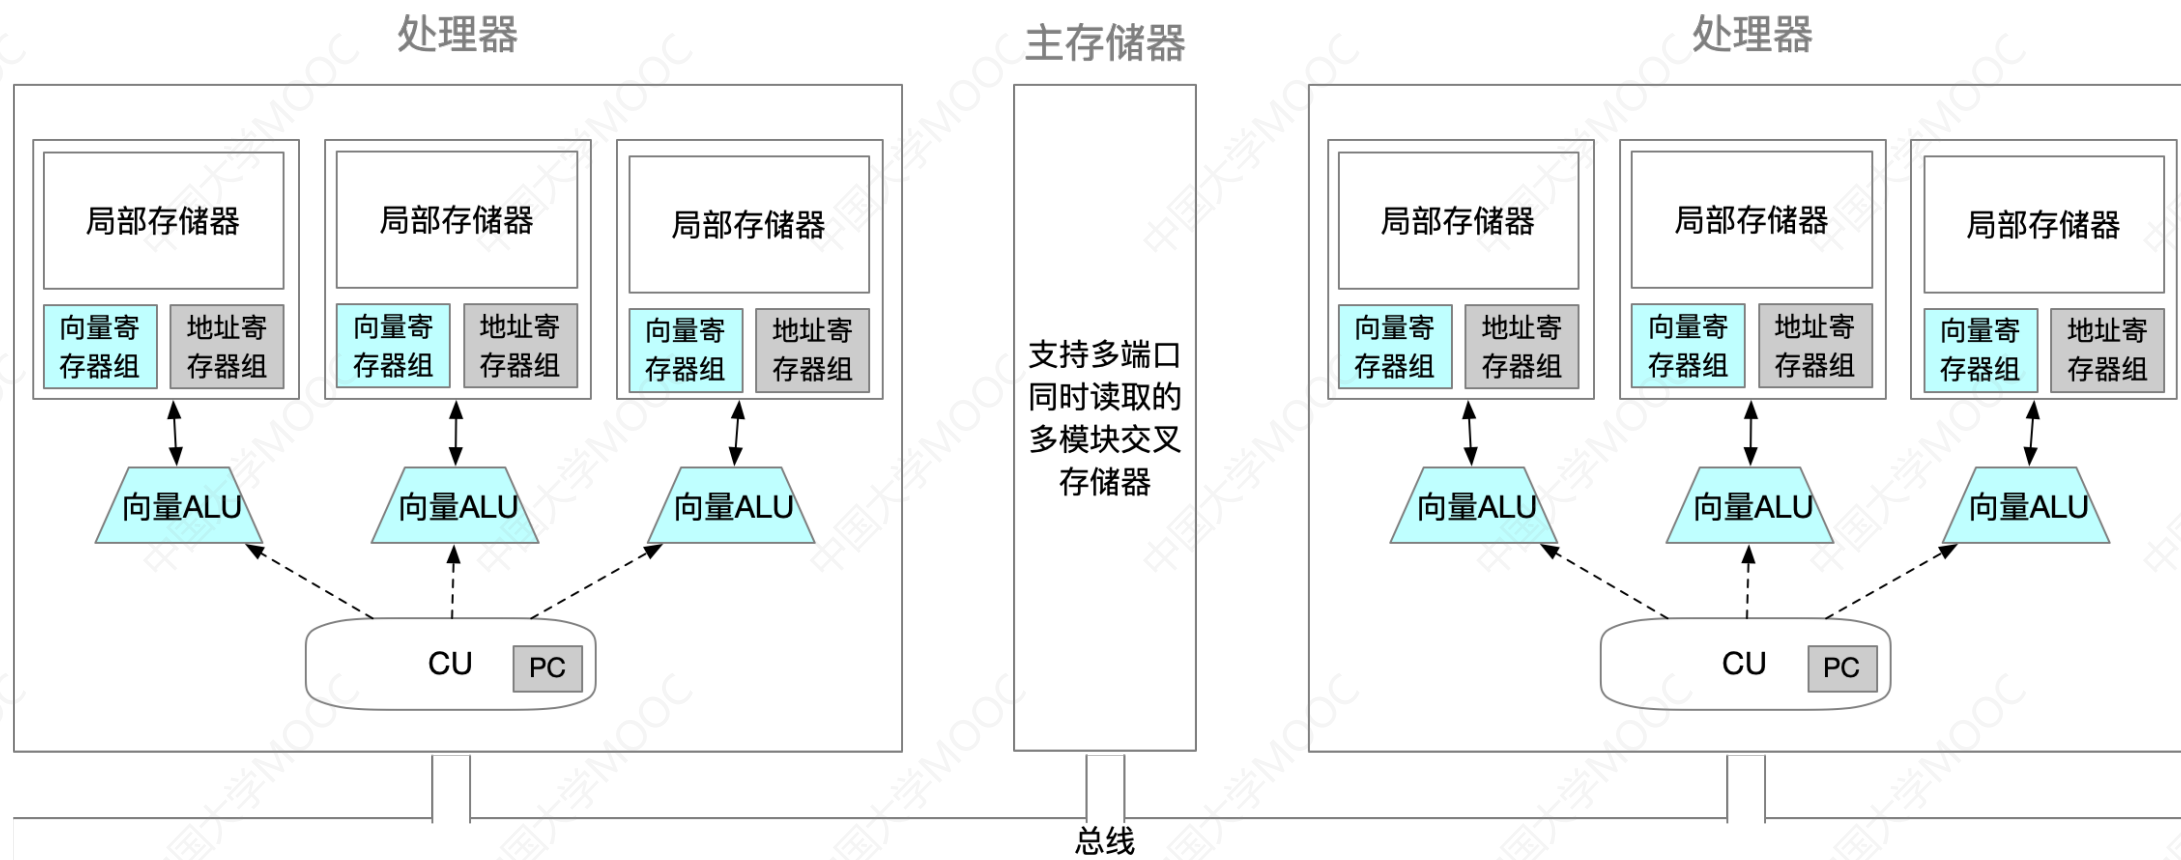 处理器
主存储器
处理器
局部存储器
向量寄
存器组
地址寄
存器组
局部存储器
向量寄
存器组
地址寄
存器组
局部存储器
向量寄
存器组
地址寄
存器组
向量ALU
向量ALU
向量ALU
CU
PC
支持多端口
同时读取的
多模块交叉
存储器
局部存储器
向量寄
存器组
地址寄
存器组
局部存储器
向量寄
存器组
地址寄
存器组
局部存储器
向量寄
存器组
地址寄
存器组
向量ALU
向量ALU
向量ALU
CU
PC
总线
中国大学MOOC